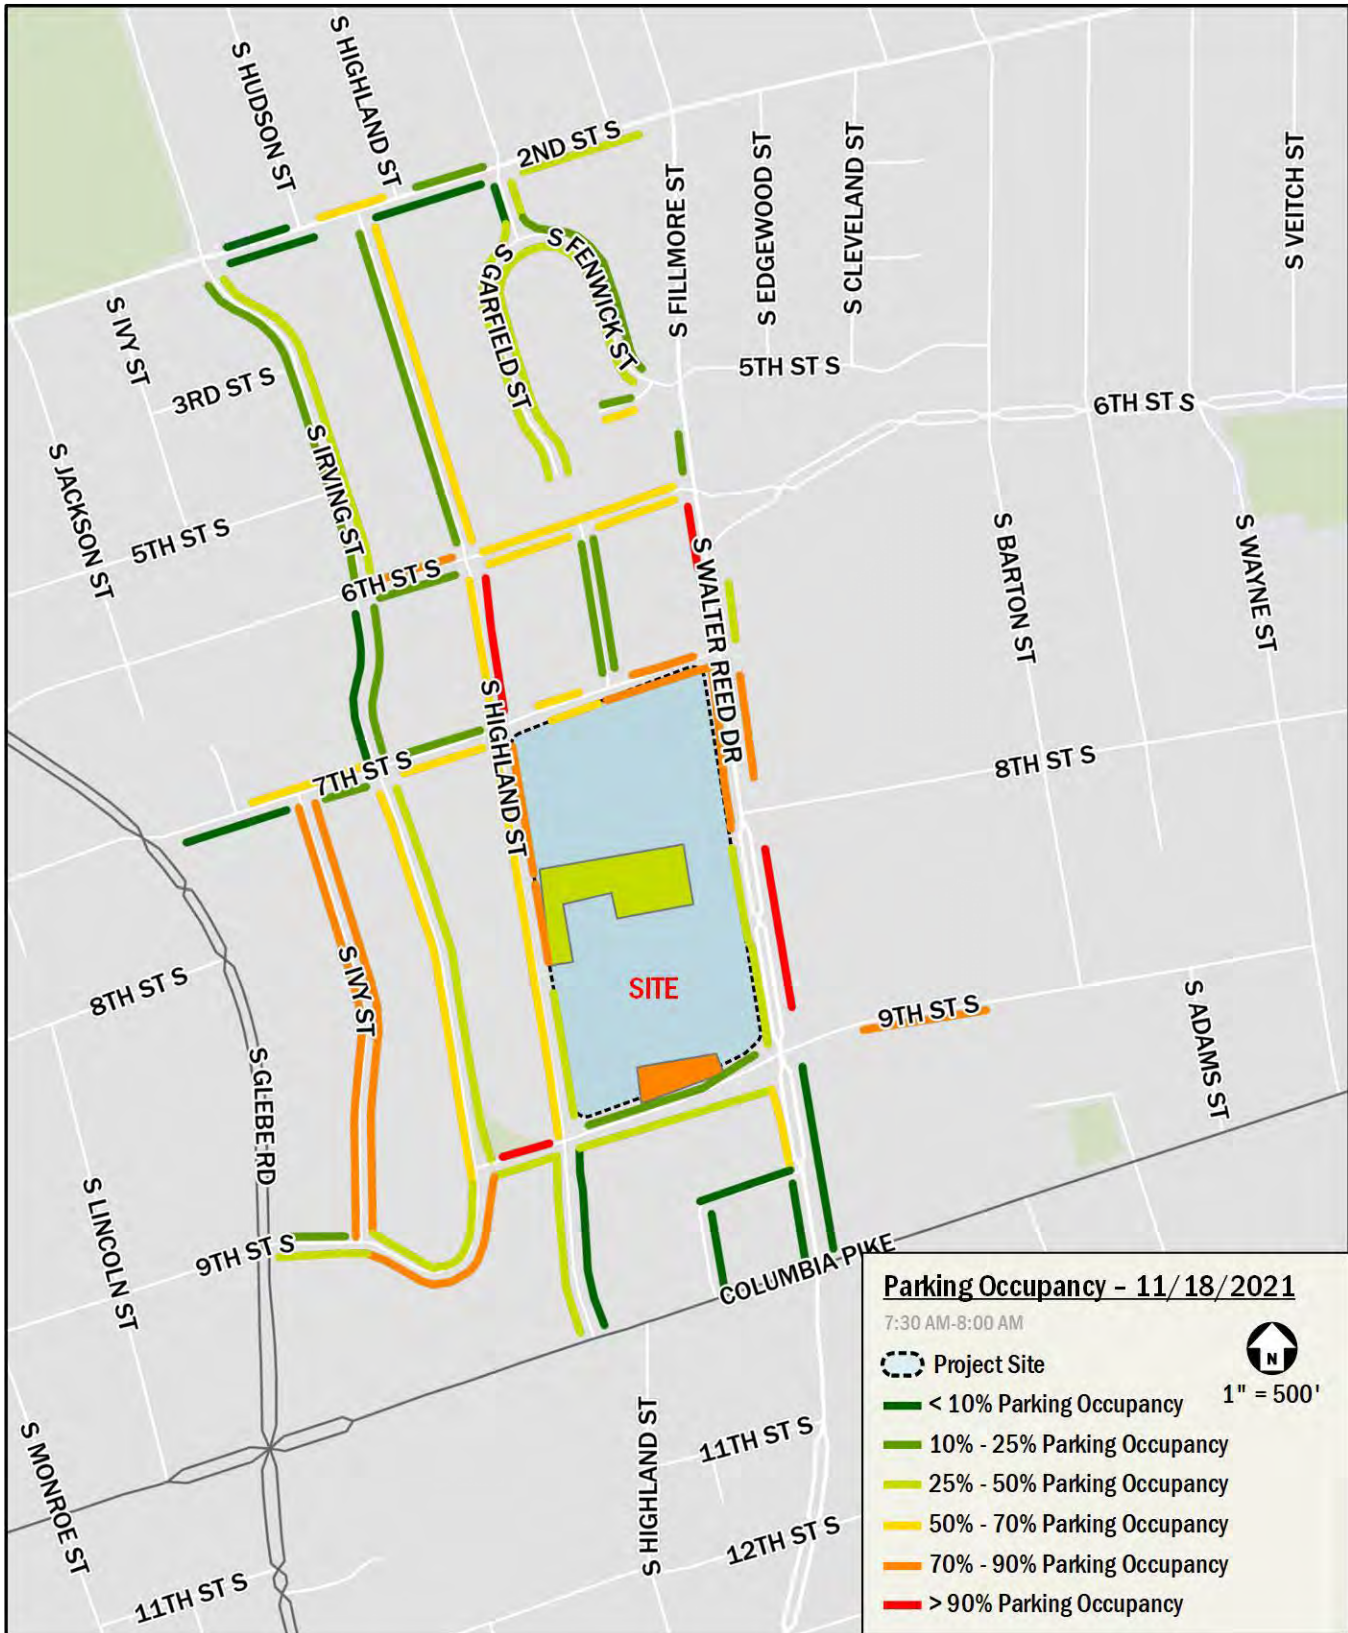 S HUDSON ST
S HIGHLAND ST
2ND ST S
S FILLMORE ST
S EDGEWOOD ST
S CLEVELAND ST
S VEITCH ST
S IVY ST
3RD ST S
S GARFIELD ST
S FENWICK ST
5TH ST S
6TH ST S
S JACKSON ST
S IRVING ST
5TH ST S
6TH ST S
S WALTER REED DR
S BARTON ST
S WAYNE ST
S HIGHLAND ST
7TH ST S
8TH ST S
8TH ST S
S IVY ST
SITE
9TH ST S
S ADAMS ST
S GLEBE RD
S LINCOLN ST
9TH ST S
COLUMBIA PIKE
S MONROE ST
11TH ST S
S HIGHLAND ST
11TH ST S
12TH ST S
Parking Occupancy – 11/18/2021
7:30 AM-8:00 AM
N
1" = 500'
Project Site
< 10% Parking Occupancy
10% - 25% Parking Occupancy
25% - 50% Parking Occupancy
50% - 70% Parking Occupancy
70% - 90% Parking Occupancy
> 90% Parking Occupancy